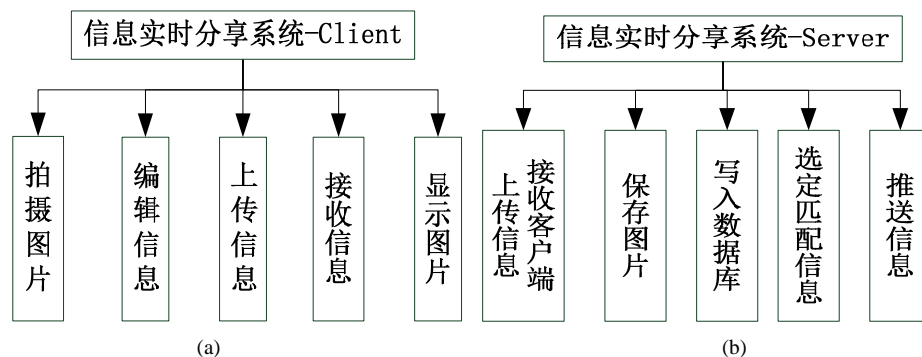 信息实时分享系统-Client
拍摄图片
编辑信息
上传信息
接收信息
显示图片
(a)
信息实时分享系统-Server
接收客户端
上传信息
保存图片
写入数据库
选定匹配信息
推送信息
(b)